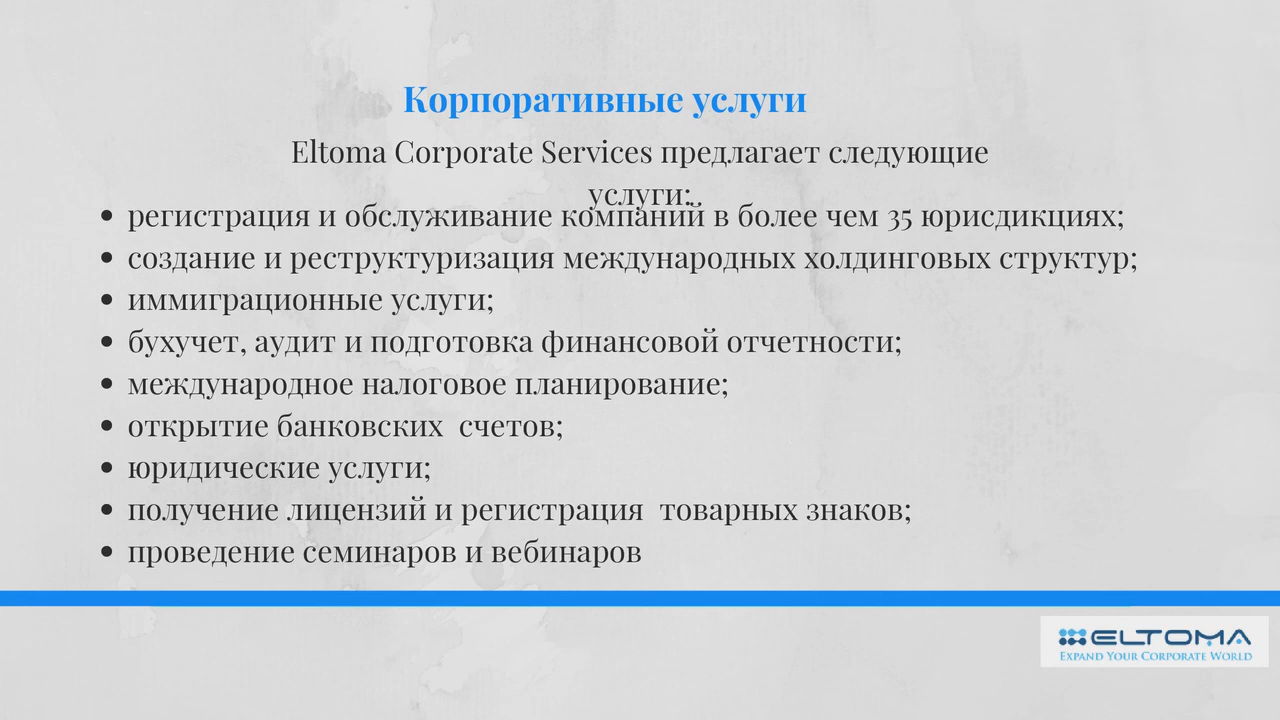 Корпоративные услуги
Eltoma Corporate Services предлагает следующие
услуги:
• регистрация и обслуживание компаний в более чем 35 юрисдикциях;
• создание и реструктуризация международных холдинговых структур;
• иммиграционные услуги;
• бухучет, аудит и подготовка финансовой отчетности;
• международное налоговое планирование;
• открытие банковских  счетов;
• юридические услуги;
• получение лицензий и регистрация  товарных знаков;
• проведение семинаров и вебинаров
ELTOMA
EXPAND YOUR CORPORATE WORLD